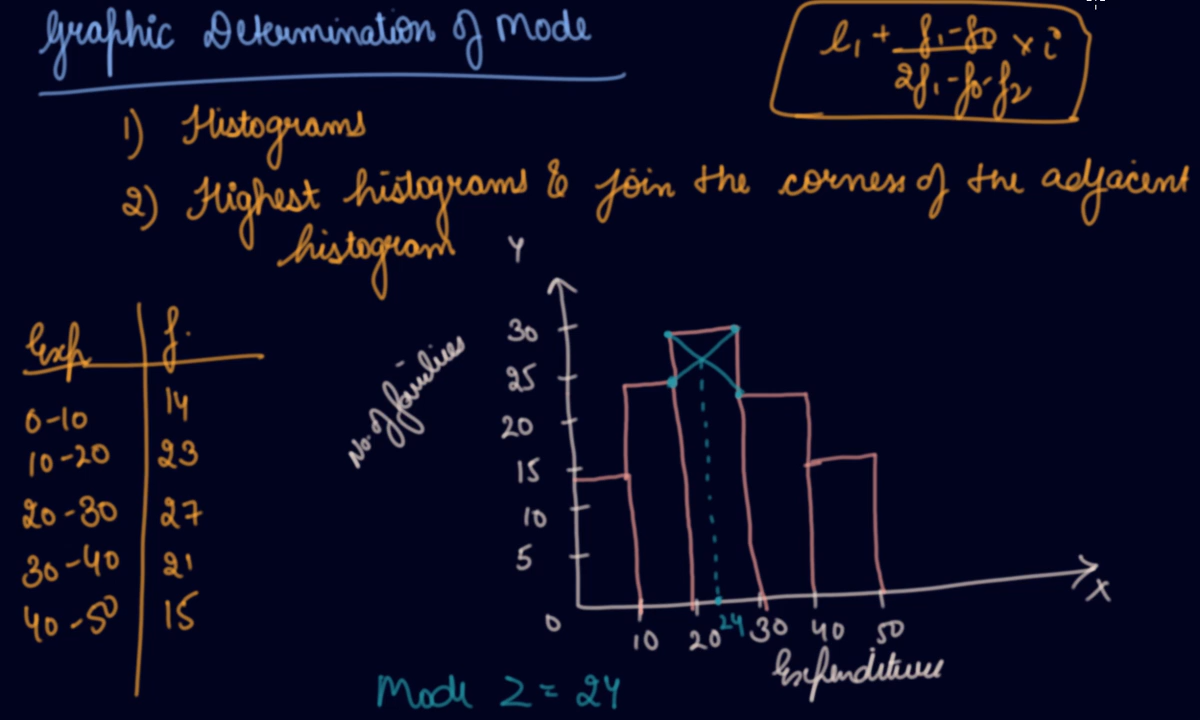 Graphic Determination of Mode
l₁ + f₁-f₀ × i
2f₁-f₀-f₂
1) Histograms
2) Highest histograms & join the corness of the adjacent
histogram
Exp. f.
0-10 14
10-20 23
20-30 27
30-40 21
40-50 15
Y
No. of families
30
25
20
15
10
5
0
10 20 24 30 40 50
X
Expenditure
Mode Z = 24